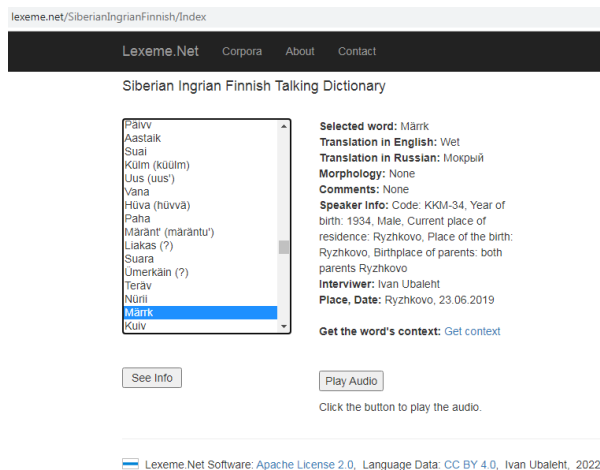 lexeme.net/SiberianIngrianFinnish/Index
Lexeme.Net Corpora About Contact
Siberian Ingrian Finnish Talking Dictionary
Päivv
Aastaik
Suai
Külm (küülm)
Uus (uus')
Vana
Hüva (hüvvä)
Paha
Märänt' (märäntu')
Liakas (?)
Suara
Ümerkäin (?)
Teräv
Nürii
Märrk
Kuiv
See Info
Selected word: Märrk
Translation in English: Wet
Translation in Russian: Мокрый
Morphology: None
Comments: None
Speaker Info: Code: KKM-34, Year of
birth: 1934, Male, Current place of
residence: Ryzhkovo, Place of the birth:
Ryzhkovo, Birthplace of parents: both
parents Ryzhkovo
Interviwer: Ivan Ubaleht
Place, Date: Ryzhkovo, 23.06.2019
Get the word's context: Get context
Play Audio
Click the button to play the audio.
Lexeme.Net Software: Apache License 2.0, Language Data: CC BY 4.0, Ivan Ubaleht, 2022